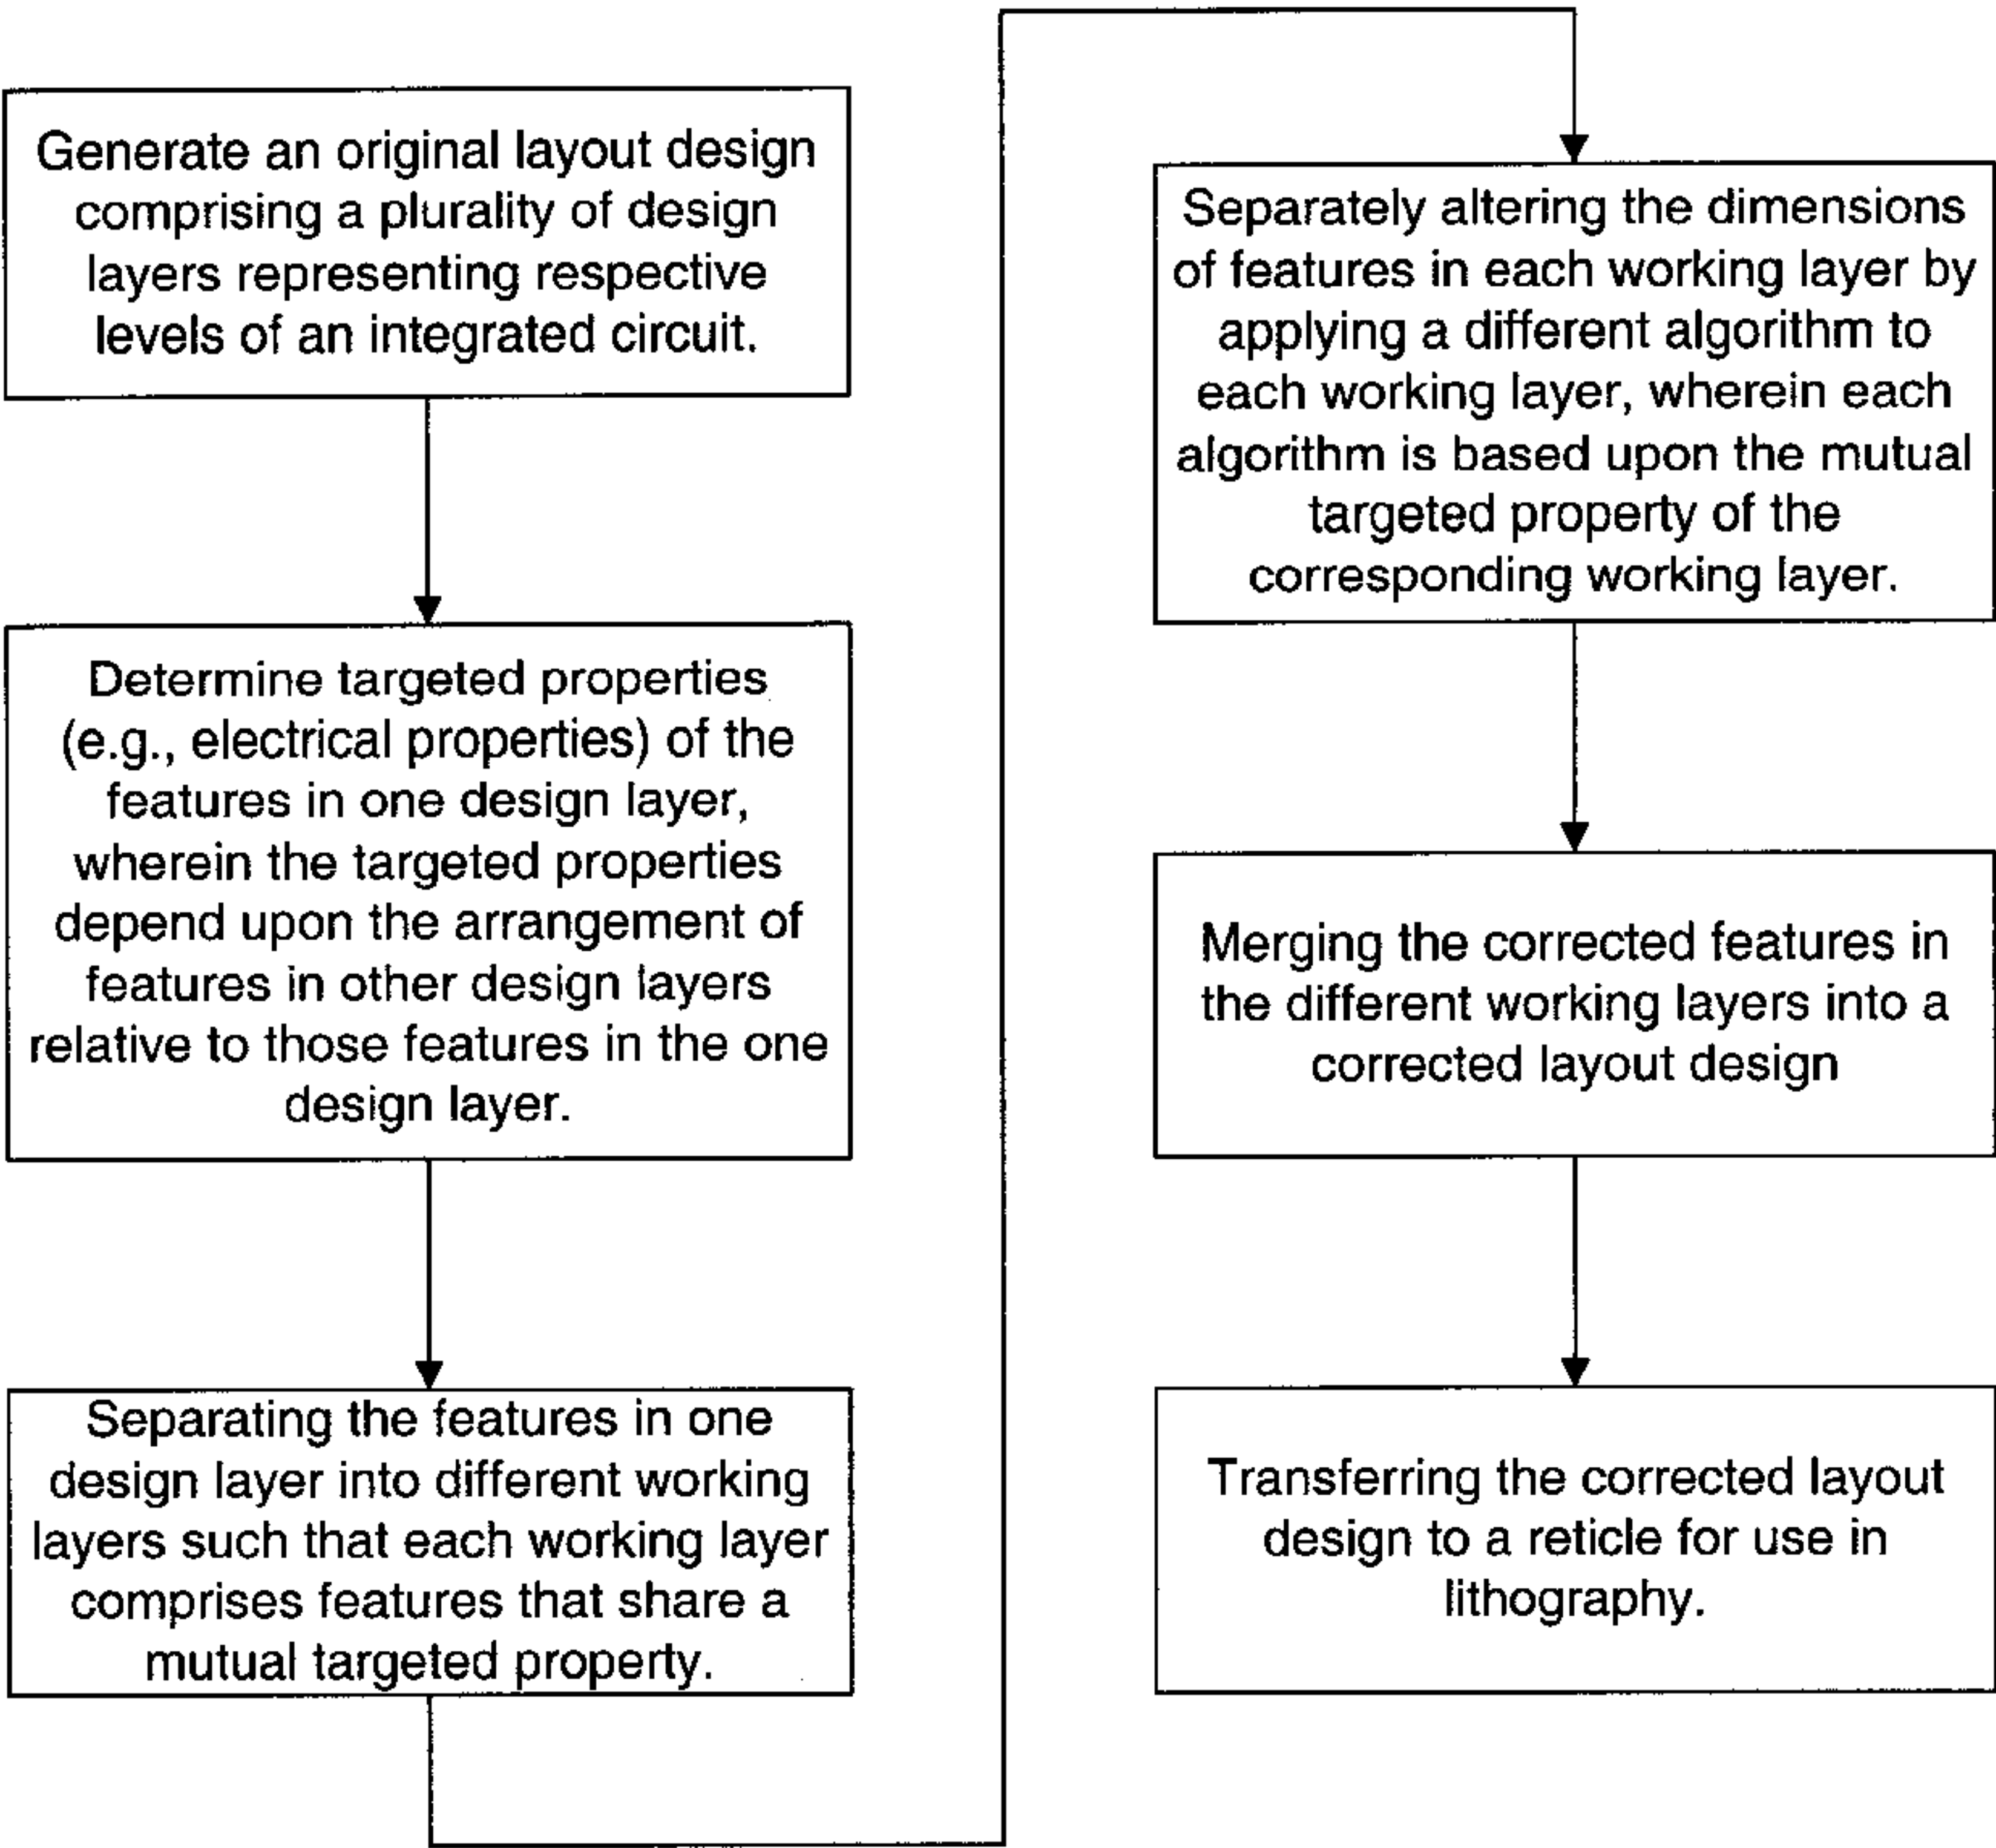 Generate an original layout design
comprising a plurality of design
layers representing respective
levels of an integrated circuit.
Determine targeted properties
(e.g., electrical properties) of the
features in one design layer,
wherein the targeted properties
depend upon the arrangement of
features in other design layers
relative to those features in the one
design layer.
Separating the features in one
design layer into different working
layers such that each working layer
comprises features that share a
mutual targeted property.
Separately altering the dimensions
of features in each working layer by
applying a different algorithm to
each working layer, wherein each
algorithm is based upon the mutual
targeted property of the
corresponding working layer.
Merging the corrected features in
the different working layers into a
corrected layout design
Transferring the corrected layout
design to a reticle for use in
lithography.